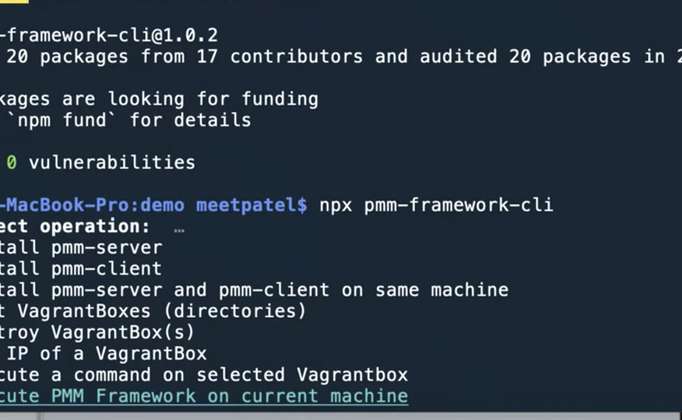 -framework-cli@1.0.2
20 packages from 17 contributors and audited 20 packages in 2
kages are looking for funding
`npm fund` for details
0 vulnerabilities
-MacBook-Pro:demo meetpatel$ npx pmm-framework-cli
ect operation: …
tall pmm-server
tall pmm-client
tall pmm-server and pmm-client on same machine
t VagrantBoxes (directories)
troy VagrantBox(s)
IP of a VagrantBox
cute a command on selected Vagrantbox
cute PMM Framework on current machine